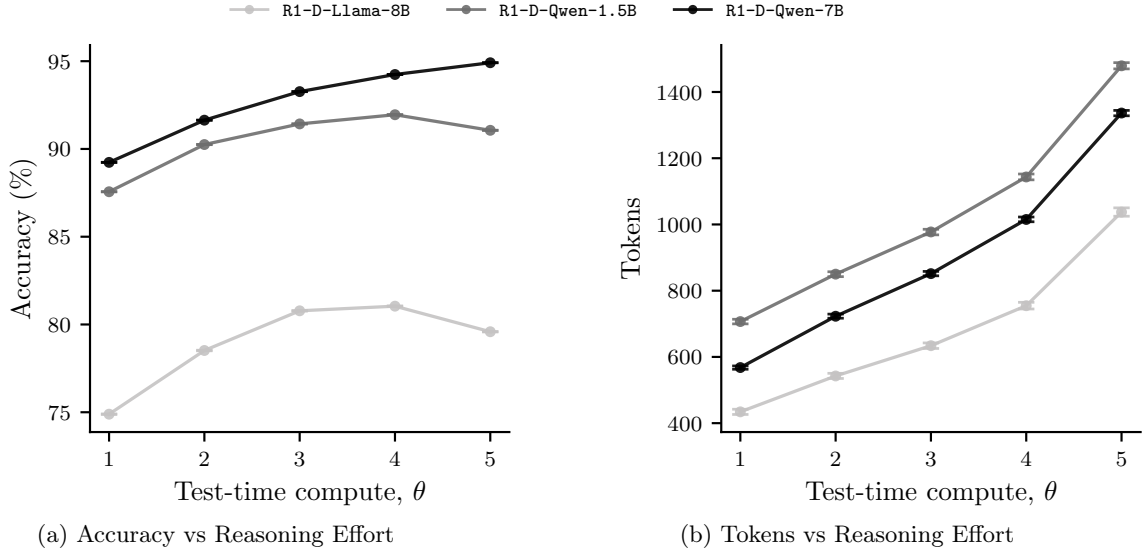 R1-D-Llama-8B R1-D-Qwen-1.5B R1-D-Qwen-7B
Accuracy (%)
95
90
85
80
75
1 2 3 4 5
Test-time compute, θ
(a) Accuracy vs Reasoning Effort
Tokens
1400
1200
1000
800
600
400
1 2 3 4 5
Test-time compute, θ
(b) Tokens vs Reasoning Effort